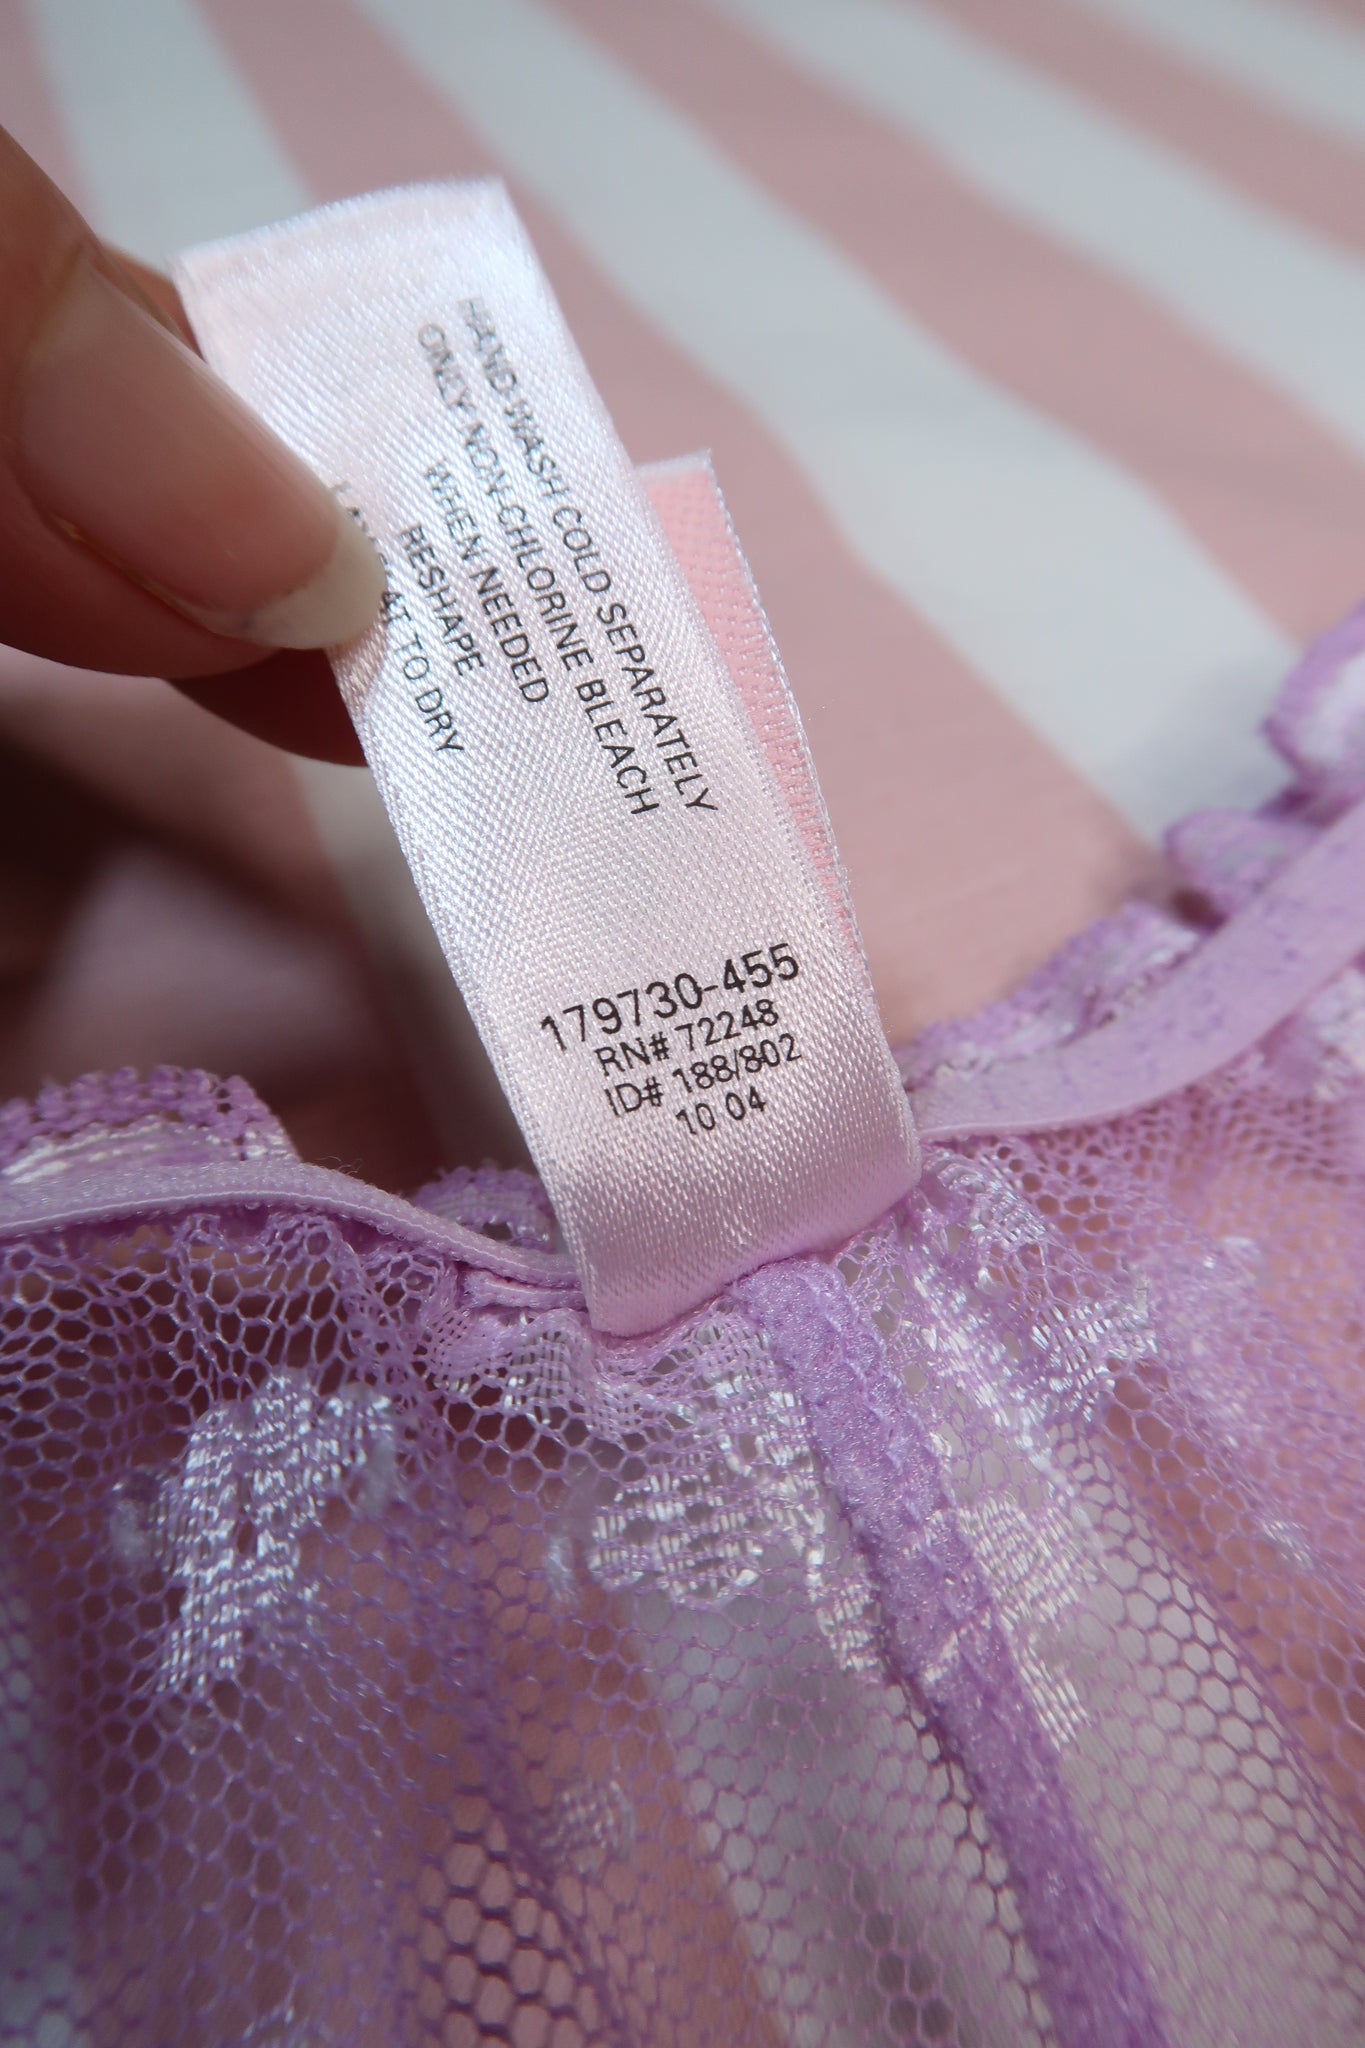 HAND WASH COLD SEPARATELY
ONLY NON-CHLORINE BLEACH
WHEN NEEDED
RESHAPE
TO DRY
179730-455
RN# 72248
ID# 188/802
10 04